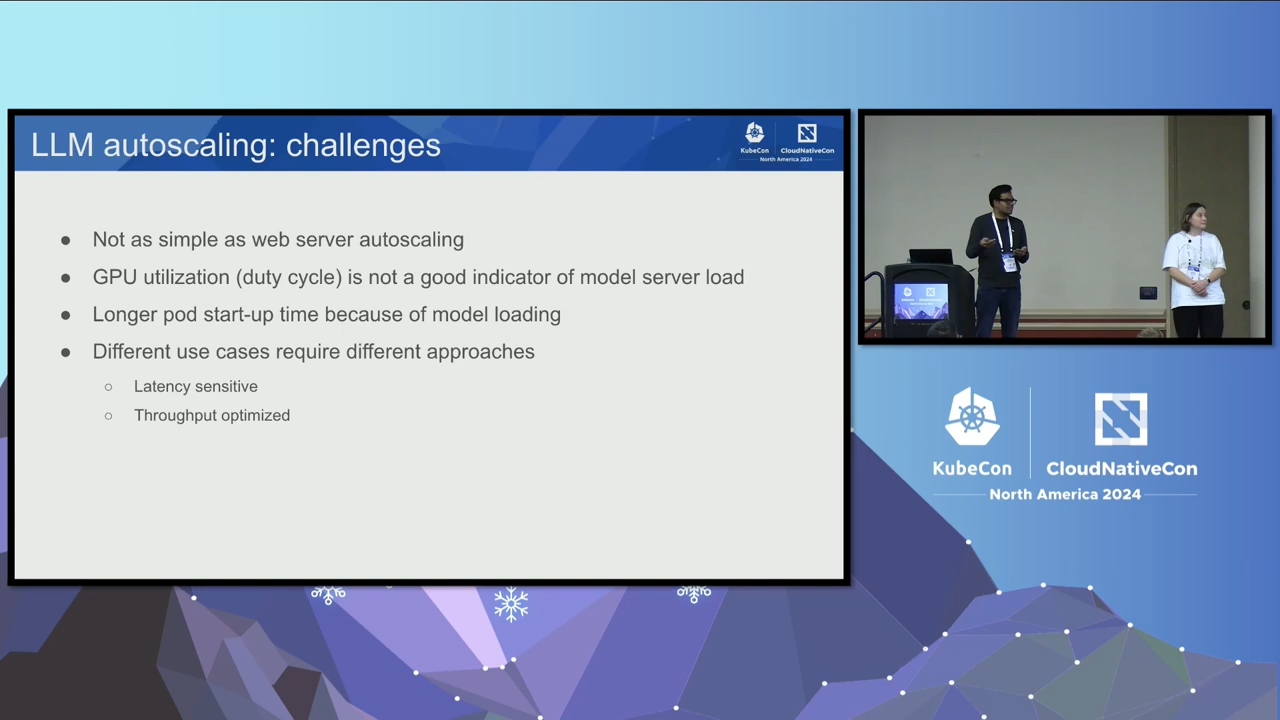 LLM autoscaling: challenges
KubeCon
CloudNativeCon
North America 2024
● Not as simple as web server autoscaling
● GPU utilization (duty cycle) is not a good indicator of model server load
● Longer pod start-up time because of model loading
● Different use cases require different approaches
○ Latency sensitive
○ Throughput optimized
KubeCon
CloudNativeCon
North America 2024